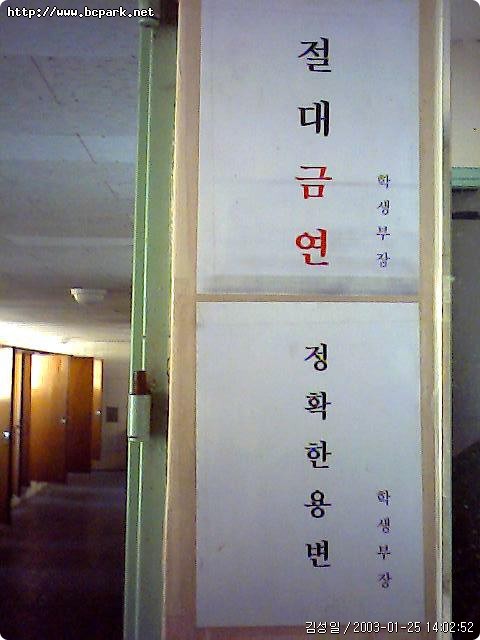 http://www.bcpark.net
절대금연
학생부장
정확한용변
학생부장
김성일 / 2003-01-25 14:02:52